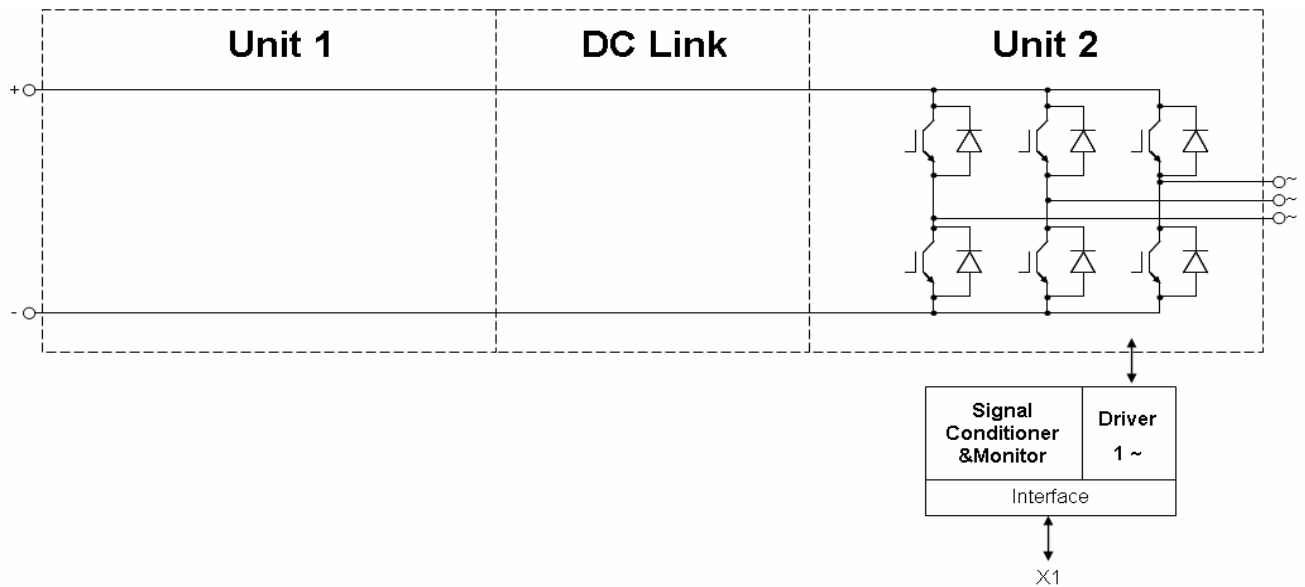 Unit 1
DC Link
Unit 2
+
~
~
~
-
Signal
Conditioner
&Monitor
Driver
1 ~
Interface
X1